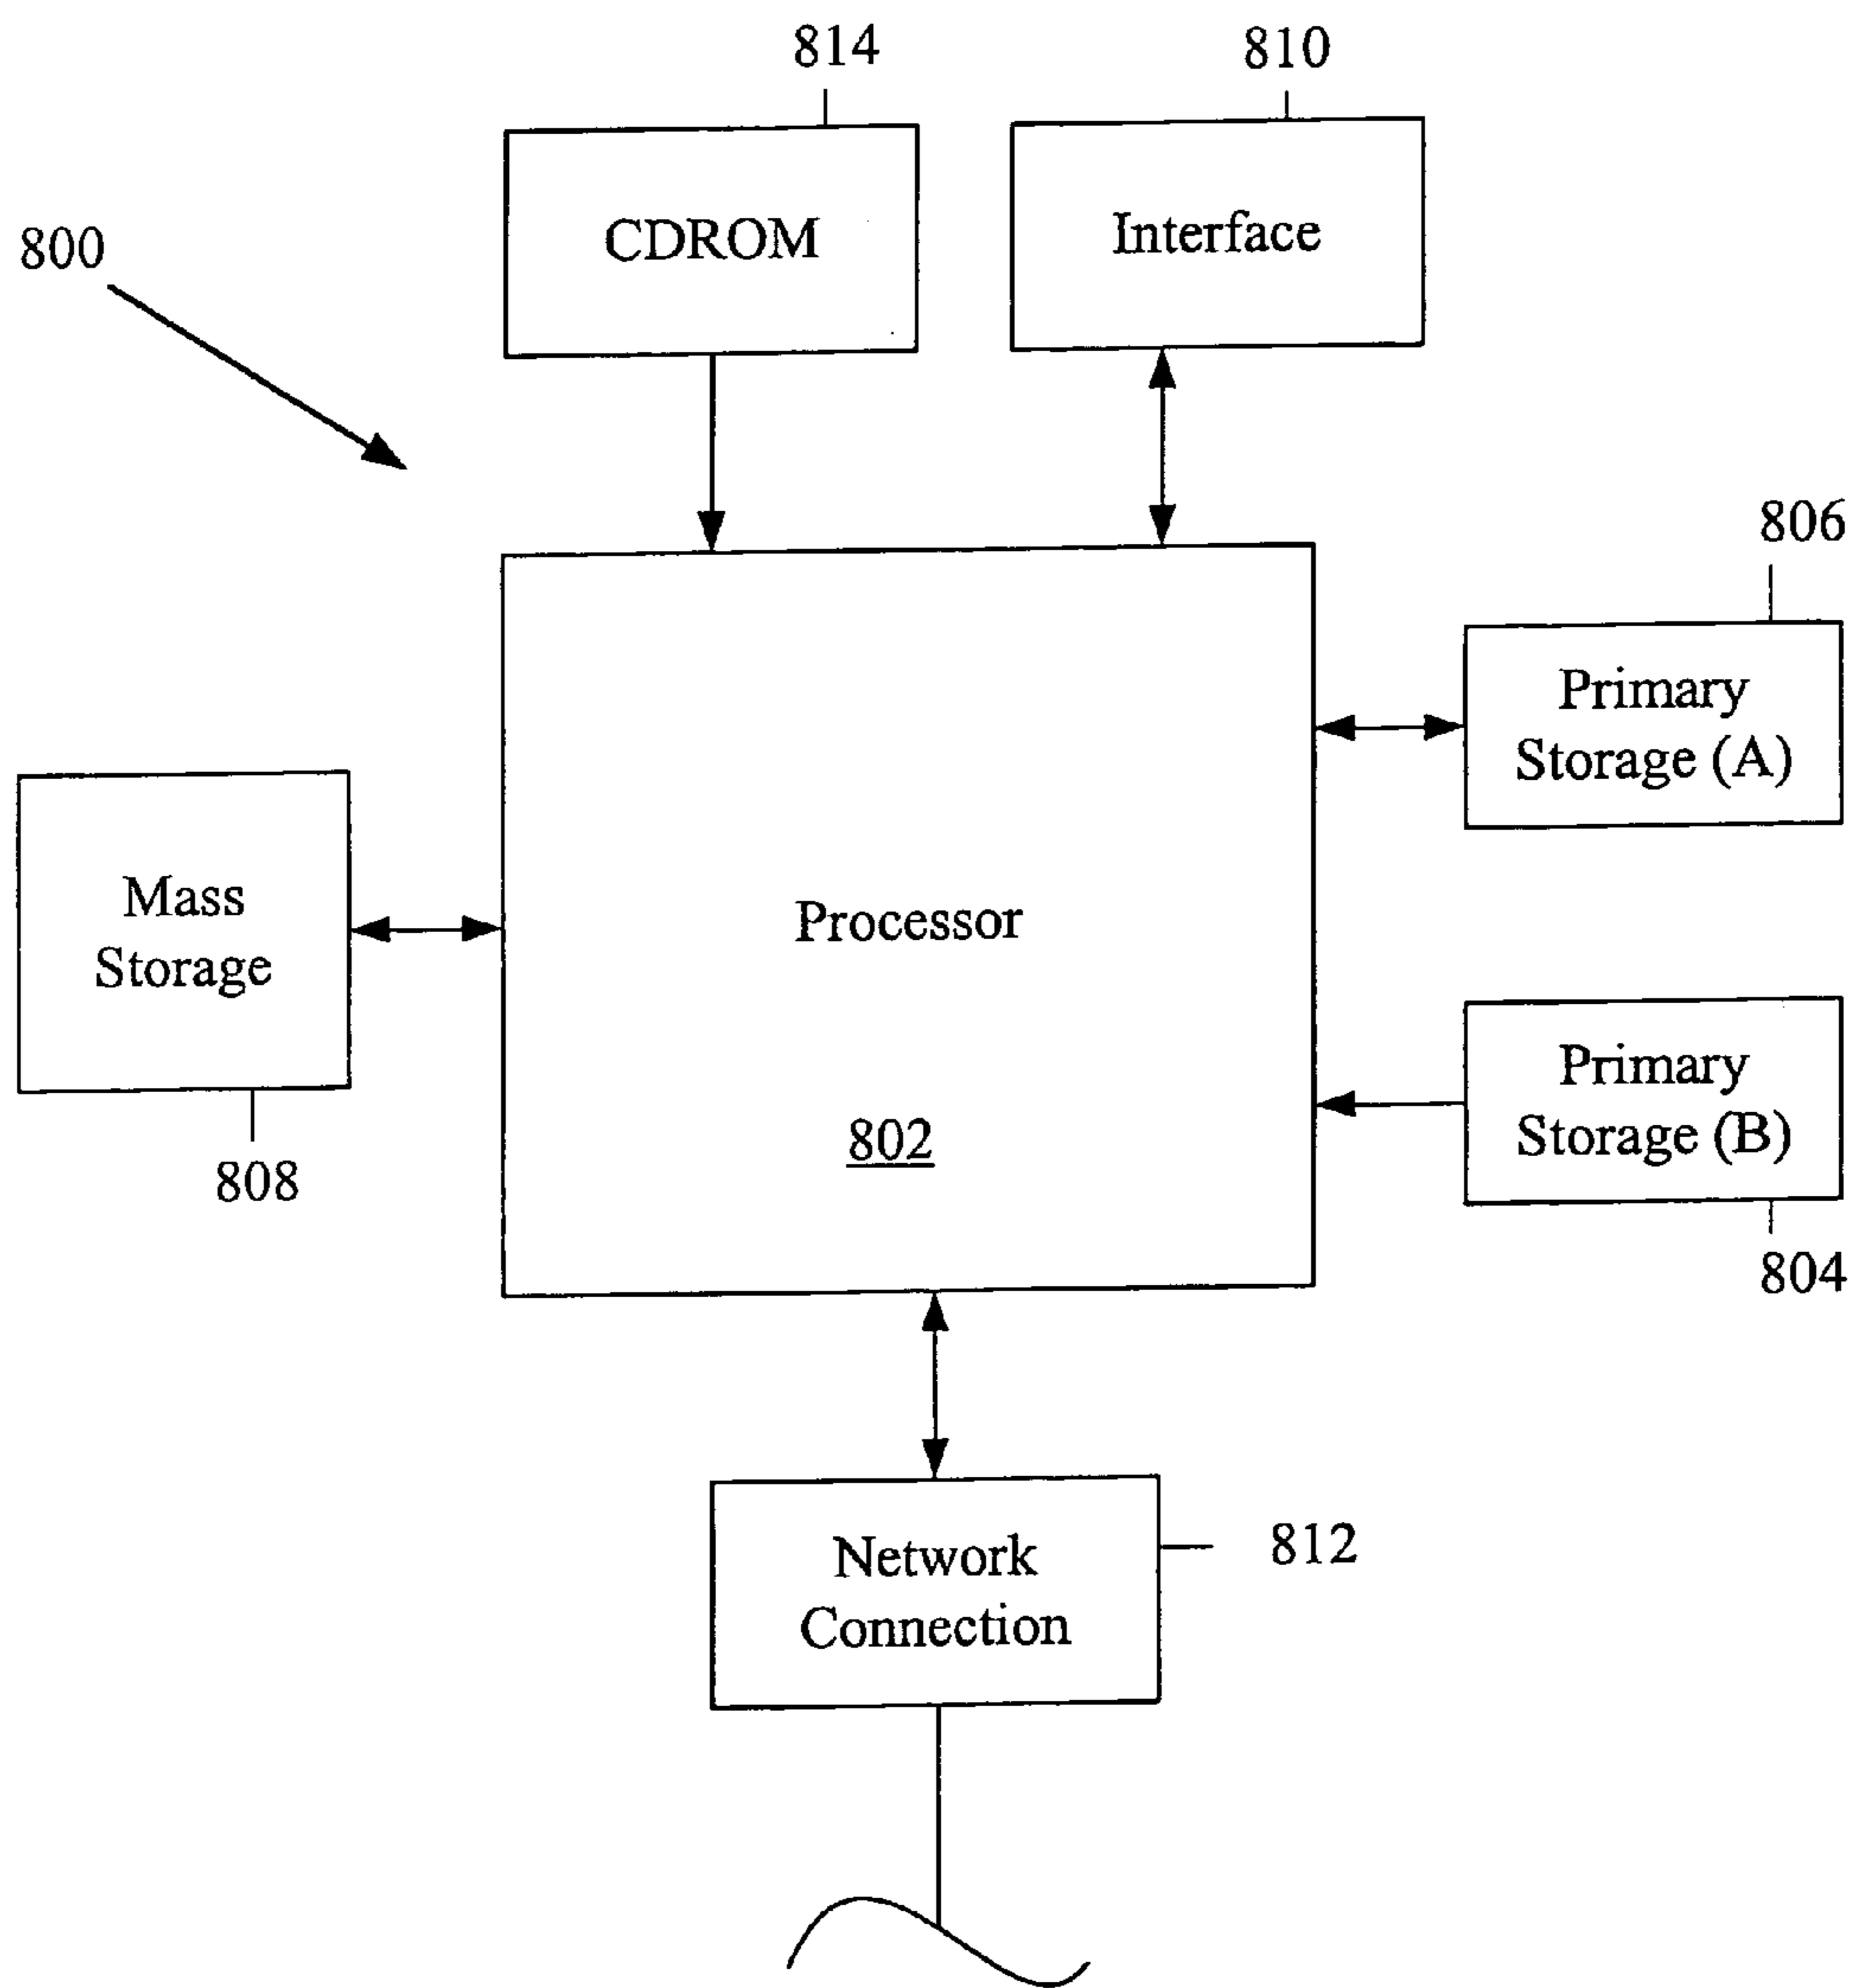 814
810
CDROM
Interface
800
806
Primary
Storage (A)
Mass
Storage
Processor
Primary
Storage (B)
802
808
804
Network
Connection
812